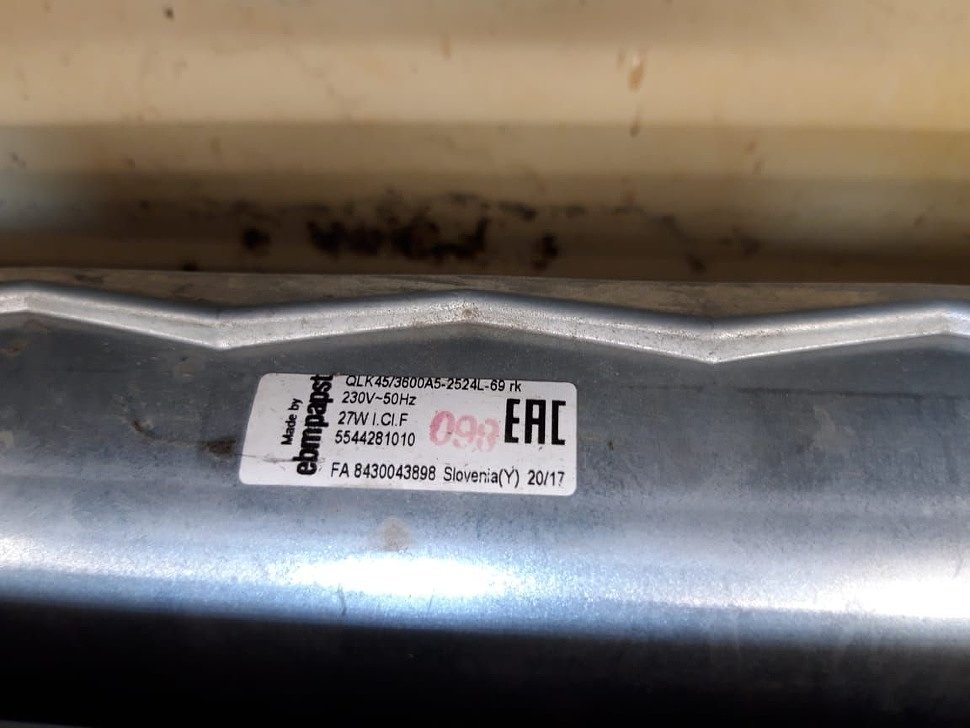 Made by
ebmpapst
QLK45/3600A5-2524L-69 rk
230V~50Hz
27W I.Cl.F
5544281010
098
EAC
FA 8430043898 Slovenia(Y) 20/17